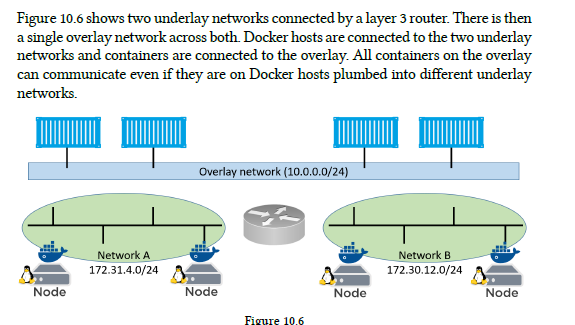 Figure 10.6 shows two underlay networks connected by a layer 3 router. There is then
a single overlay network across both. Docker hosts are connected to the two underlay
networks and containers are connected to the overlay. All containers on the overlay
can communicate even if they are on Docker hosts plumbed into different underlay
networks.
Overlay network (10.0.0.0/24)
Network A
172.31.4.0/24
Network B
172.30.12.0/24
Node
Node
Node
Node
Figure 10.6